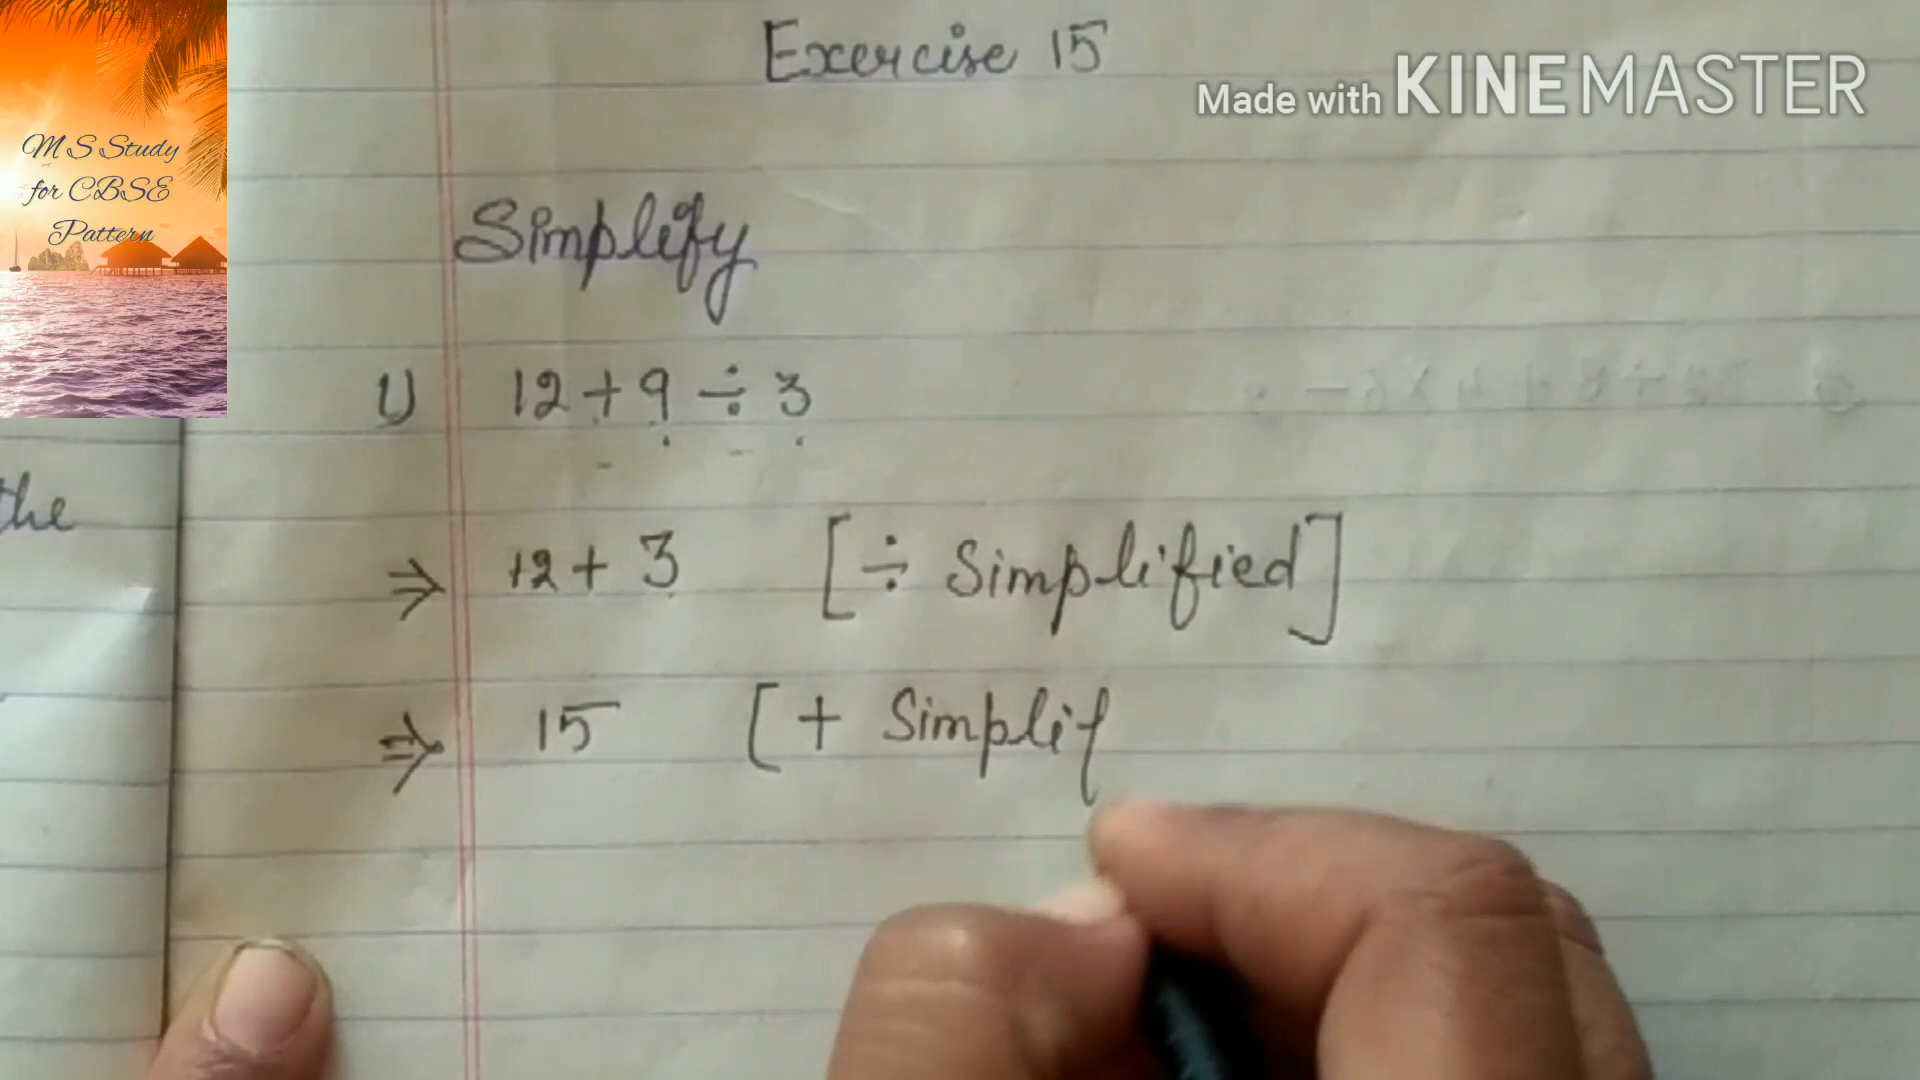 Exercise 15
Made with KINEMASTER
M S Study
for CBSE
Pattern
Simplify
1) 12 + 9 ÷ 3
the
⇒ 12 + 3 [÷ Simplified]
⇒ 15 [+ Simplif